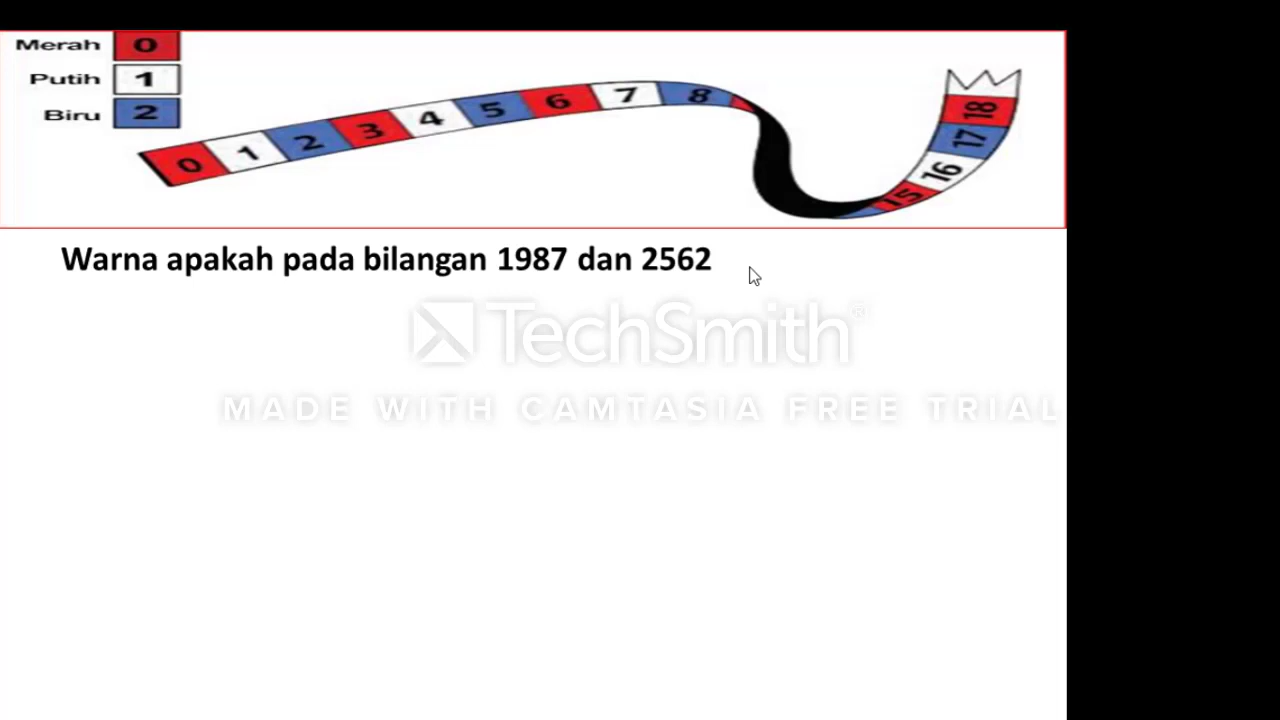 Merah 0
Putih 1
Biru 2
0 1 2 3 4 5 6 7 8 15 16 17 18
Warna apakah pada bilangan 1987 dan 2562
TechSmith®
MADE WITH CAMTASIA FREE TRIAL